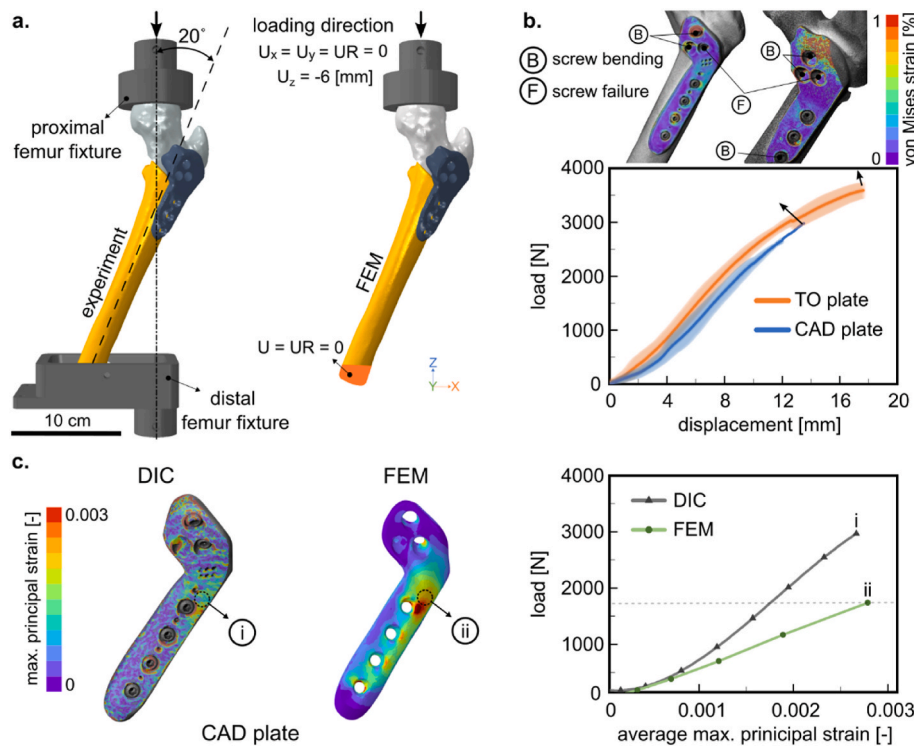 a.
20°
loading direction
Uₓ = Uᵧ = UR = 0
U_z = -6 [mm]
proximal
femur fixture
experiment
FEM
U = UR = 0
Z
Y
X
distal
femur fixture
10 cm
b.
B
B
B screw bending
F screw failure
F
B
1
0
von Mises strain [%]
4000
3000
2000
1000
0
load [N]
TO plate
CAD plate
0 4 8 12 16 20
displacement [mm]
c.
DIC
FEM
0.003
0
max. prinicipal strain [-]
i
ii
CAD plate
4000
3000
2000
1000
0
load [N]
DIC
FEM
i
ii
0 0.001 0.002 0.003
average max. prinicipal strain [-]